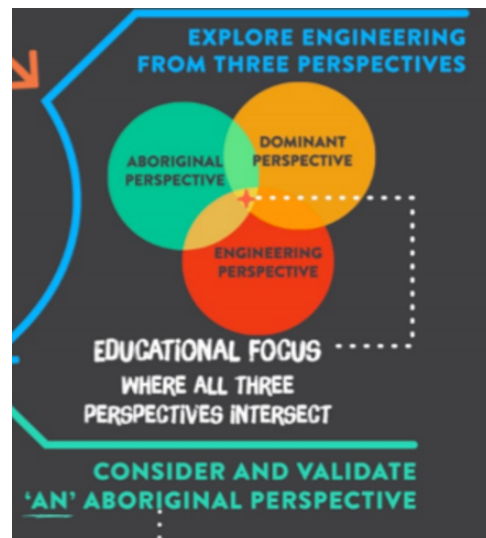 EXPLORE ENGINEERING
FROM THREE PERSPECTIVES
DOMINANT
PERSPECTIVE
ABORIGINAL
PERSPECTIVE
ENGINEERING
PERSPECTIVE
EDUCATIONAL FOCUS
WHERE ALL THREE
PERSPECTIVES INTERSECT
CONSIDER AND VALIDATE
'AN' ABORIGINAL PERSPECTIVE